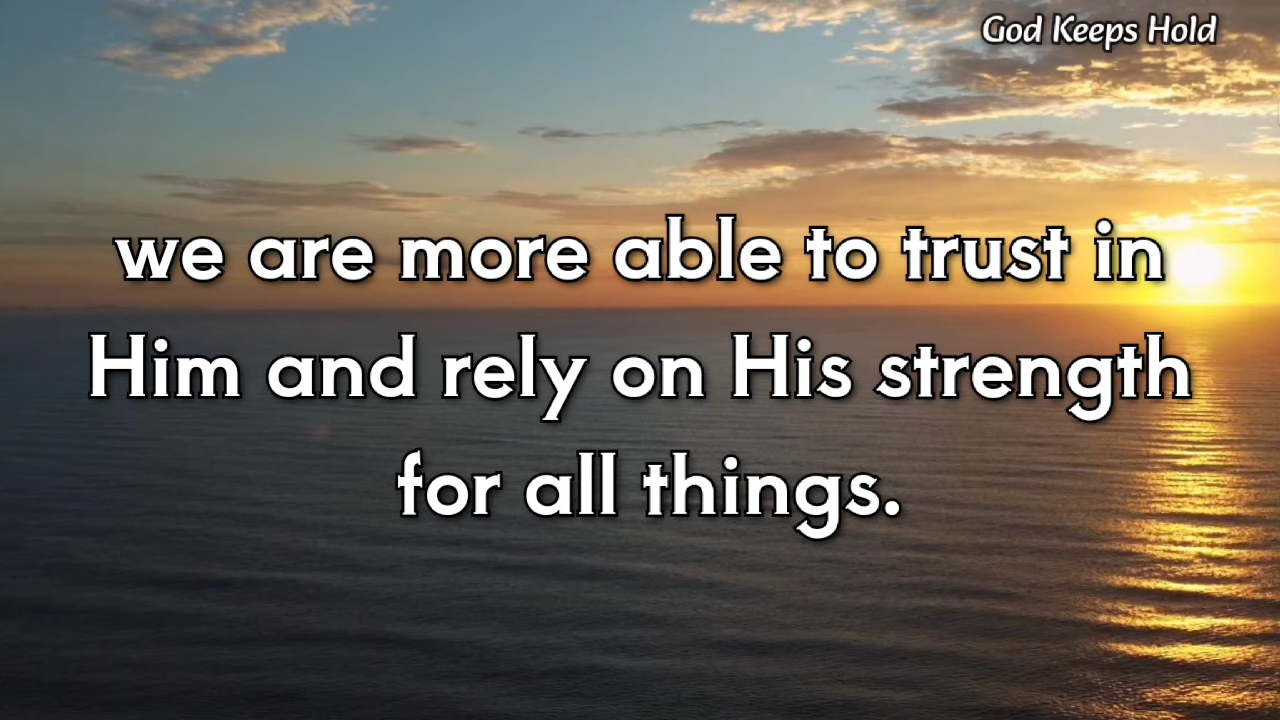 God Keeps Hold
we are more able to trust in
Him and rely on His strength
for all things.